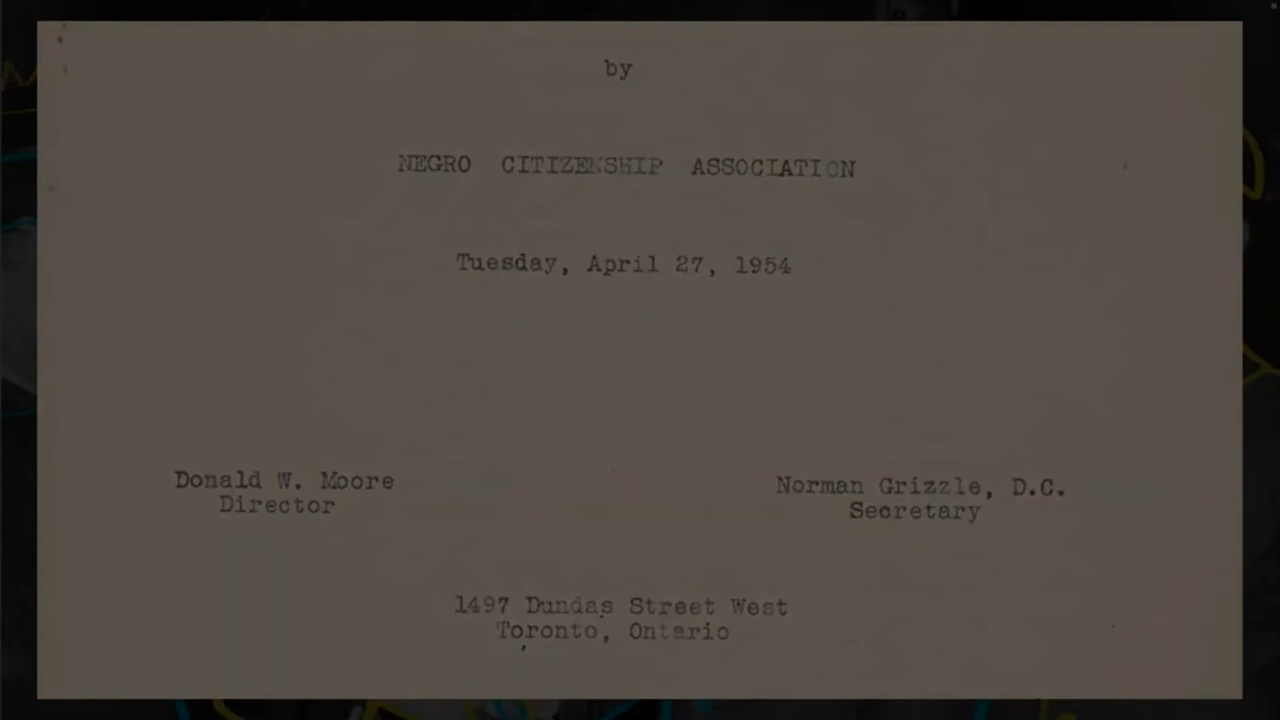 by
NEGRO CITIZENSHIP ASSOCIATION
Tuesday, April 27, 1954
Donald W. Moore
Director
Norman Grizzle, D.C.
Secretary
1497 Dundas Street West
Toronto, Ontario